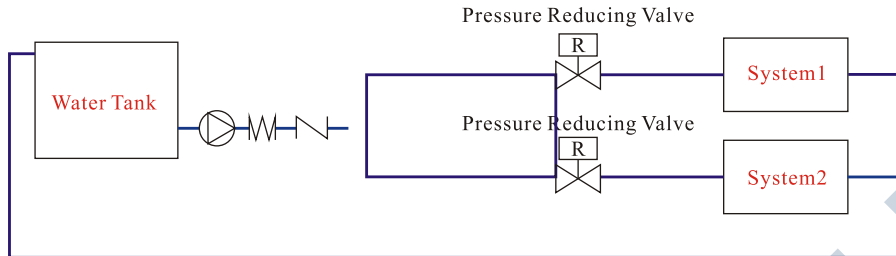 Pressure Reducing Valve
R
System1
Water Tank
Pressure Reducing Valve
R
System2